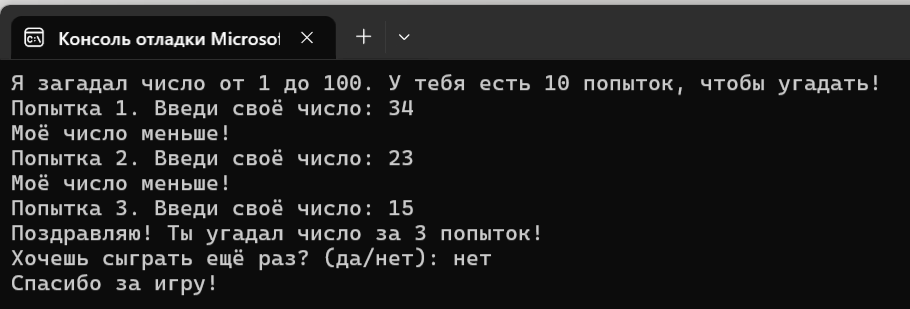 Консоль отладки Microsof
Я загадал число от 1 до 100. У тебя есть 10 попыток, чтобы угадать!
Попытка 1. Введи своё число: 34
Моё число меньше!
Попытка 2. Введи своё число: 23
Моё число меньше!
Попытка 3. Введи своё число: 15
Поздравляю! Ты угадал число за 3 попыток!
Хочешь сыграть ещё раз? (да/нет): нет
Спасибо за игру!